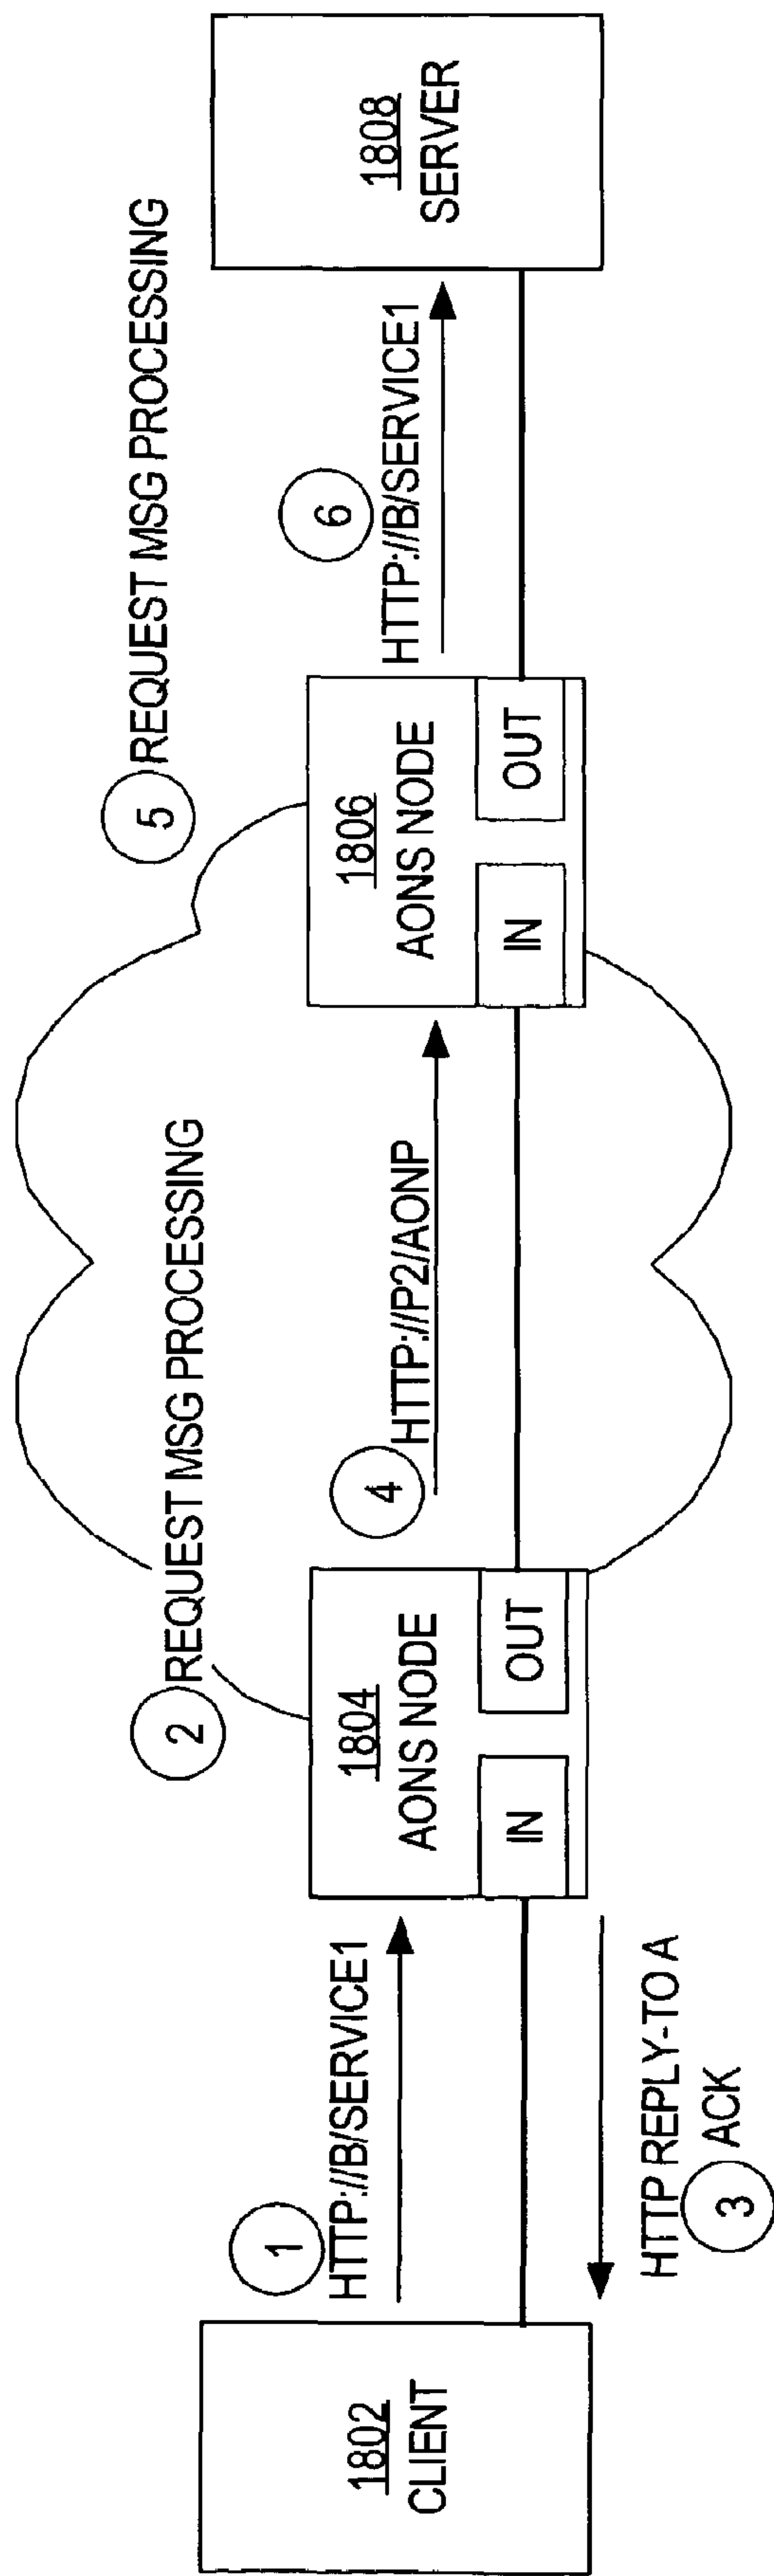 1802
CLIENT
1
HTTP://B/SERVICE1
HTTP REPLY-TO A
3 ACK
2 REQUEST MSG PROCESSING
1804
AONS NODE
IN
OUT
4
HTTP://P2/AONP
5 REQUEST MSG PROCESSING
1806
AONS NODE
IN
OUT
6
HTTP://B/SERVICE1
1808
SERVER